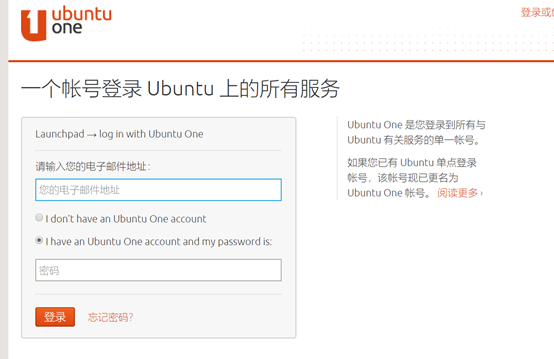 ubuntu
one
登录或
一个帐号登录 Ubuntu 上的所有服务
Launchpad → log in with Ubuntu One
请输入您的电子邮件地址：
您的电子邮件地址
I don't have an Ubuntu One account
I have an Ubuntu One account and my password is:
密码
登录
忘记密码?
Ubuntu One 是您登录到所有与
Ubuntu 有关服务的单一帐号。
如果您已有 Ubuntu 单点登录
帐号，该帐号现已更名为
Ubuntu One 帐号。 阅读更多 ›